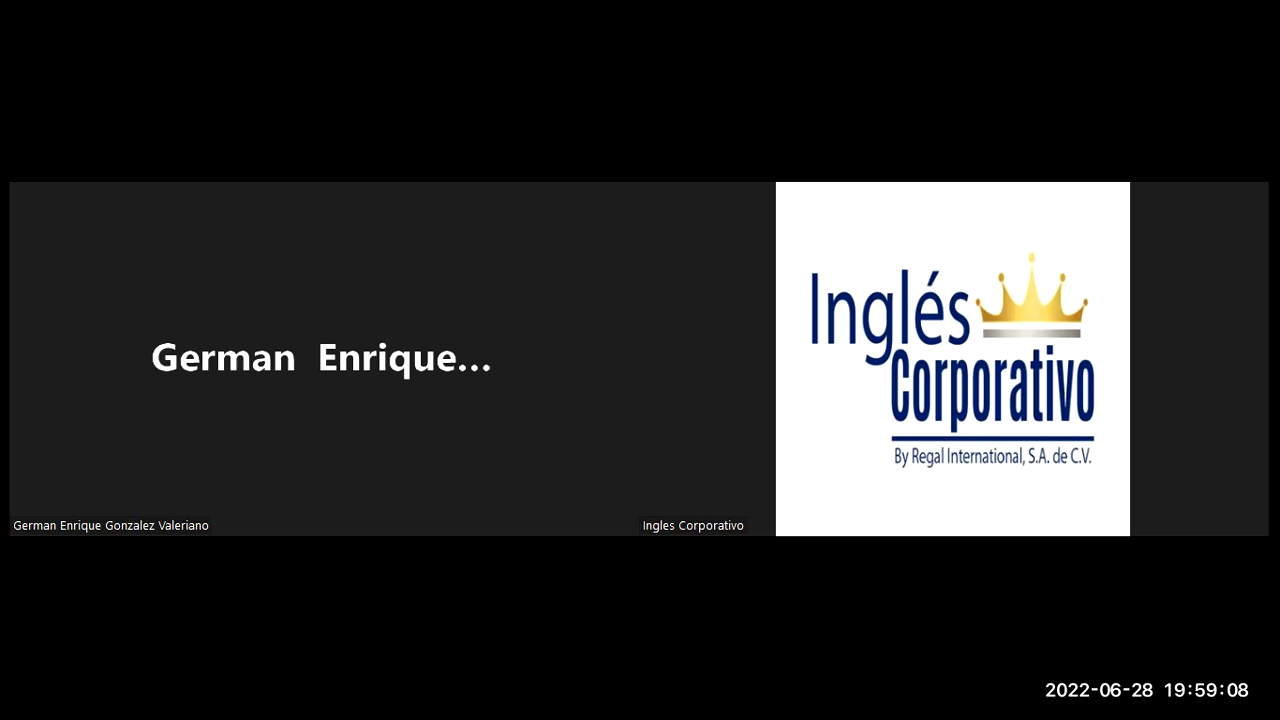 German  Enrique...
German Enrique Gonzalez Valeriano
Inglés
Corporativo
By Regal International, S.A. de C.V.
Ingles Corporativo
2022-06-28 19:59:08